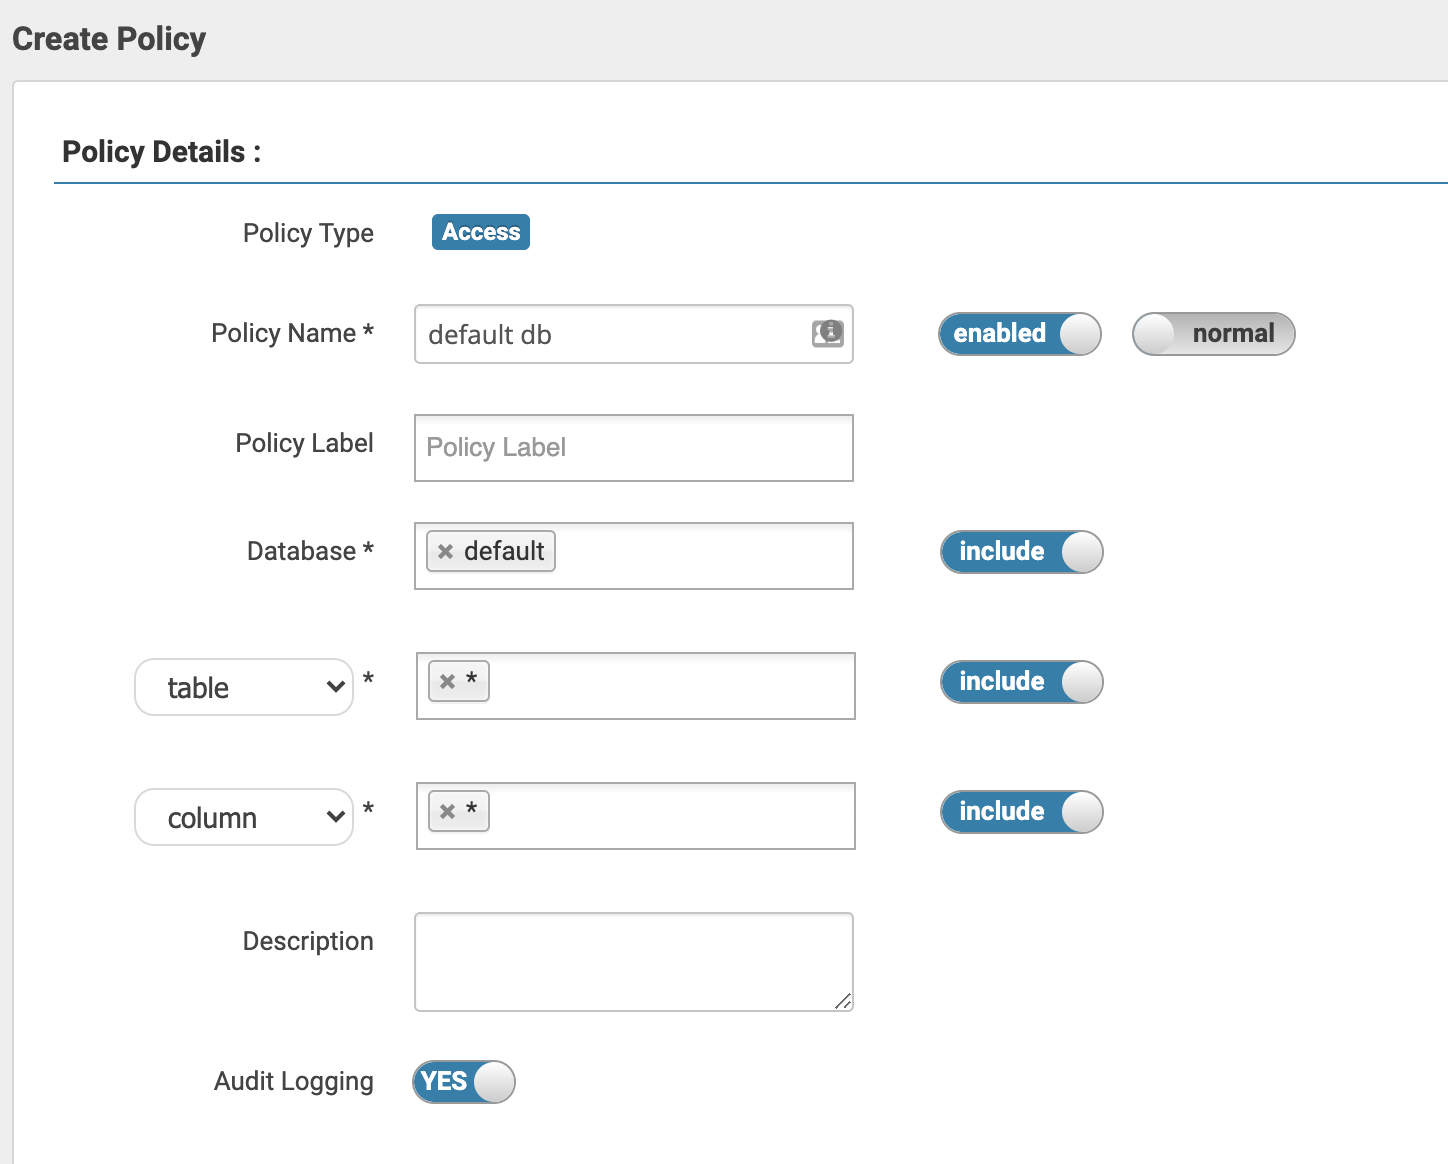 Create Policy
Policy Details :
Policy Type Access
Policy Name * default db enabled normal
Policy Label Policy Label
Database * × default include
table * × * include
column * × * include
Description
Audit Logging YES